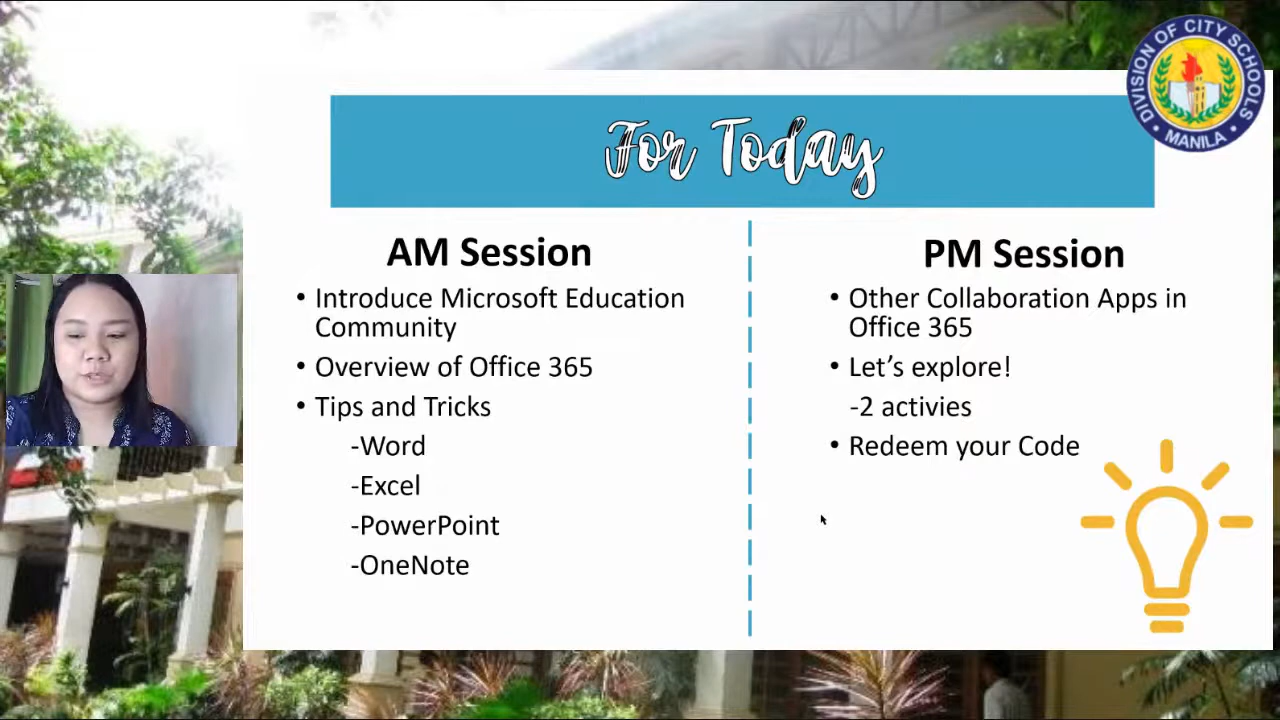 For Today
AM Session
• Introduce Microsoft Education
Community
• Overview of Office 365
• Tips and Tricks
-Word
-Excel
-PowerPoint
-OneNote
PM Session
• Other Collaboration Apps in
Office 365
• Let's explore!
-2 activies
• Redeem your Code
DIVISION OF CITY SCHOOLS
• MANILA •